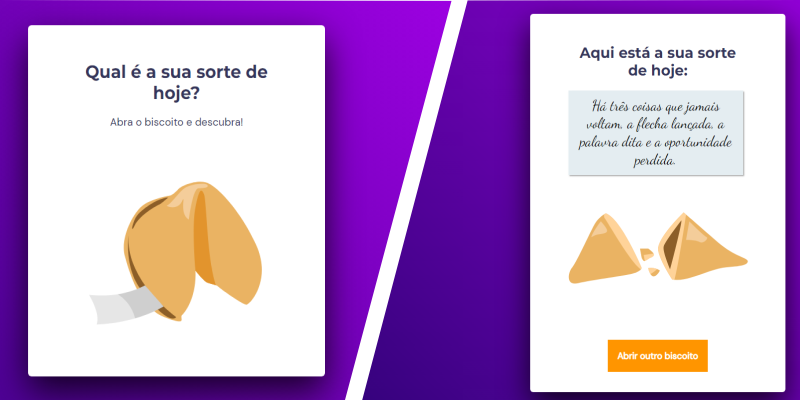 Qual é a sua sorte de
hoje?
Abra o biscoito e descubra!
Aqui está a sua sorte
de hoje:
Há três coisas que jamais
voltam, a flecha lançada, a
palavra dita e a oportunidade
perdida.
Abrir outro biscoito